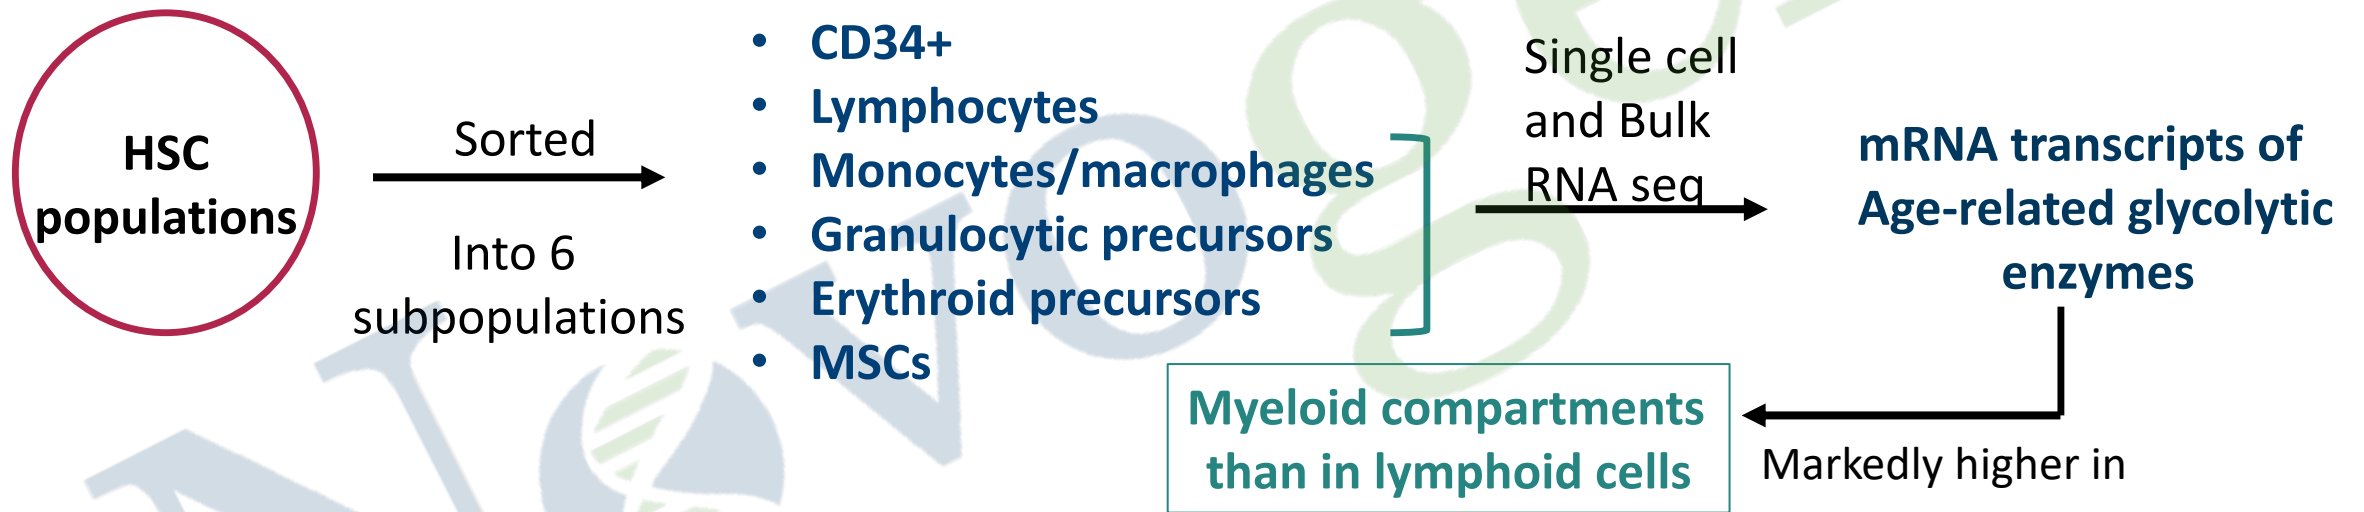 HSC
populations
Sorted
Into 6
subpopulations
• CD34+
• Lymphocytes
• Monocytes/macrophages
• Granulocytic precursors
• Erythroid precursors
• MSCs
Single cell
and Bulk
RNA seq
mRNA transcripts of
Age-related glycolytic
enzymes
Markedly higher in
Myeloid compartments
than in lymphoid cells
Novoge